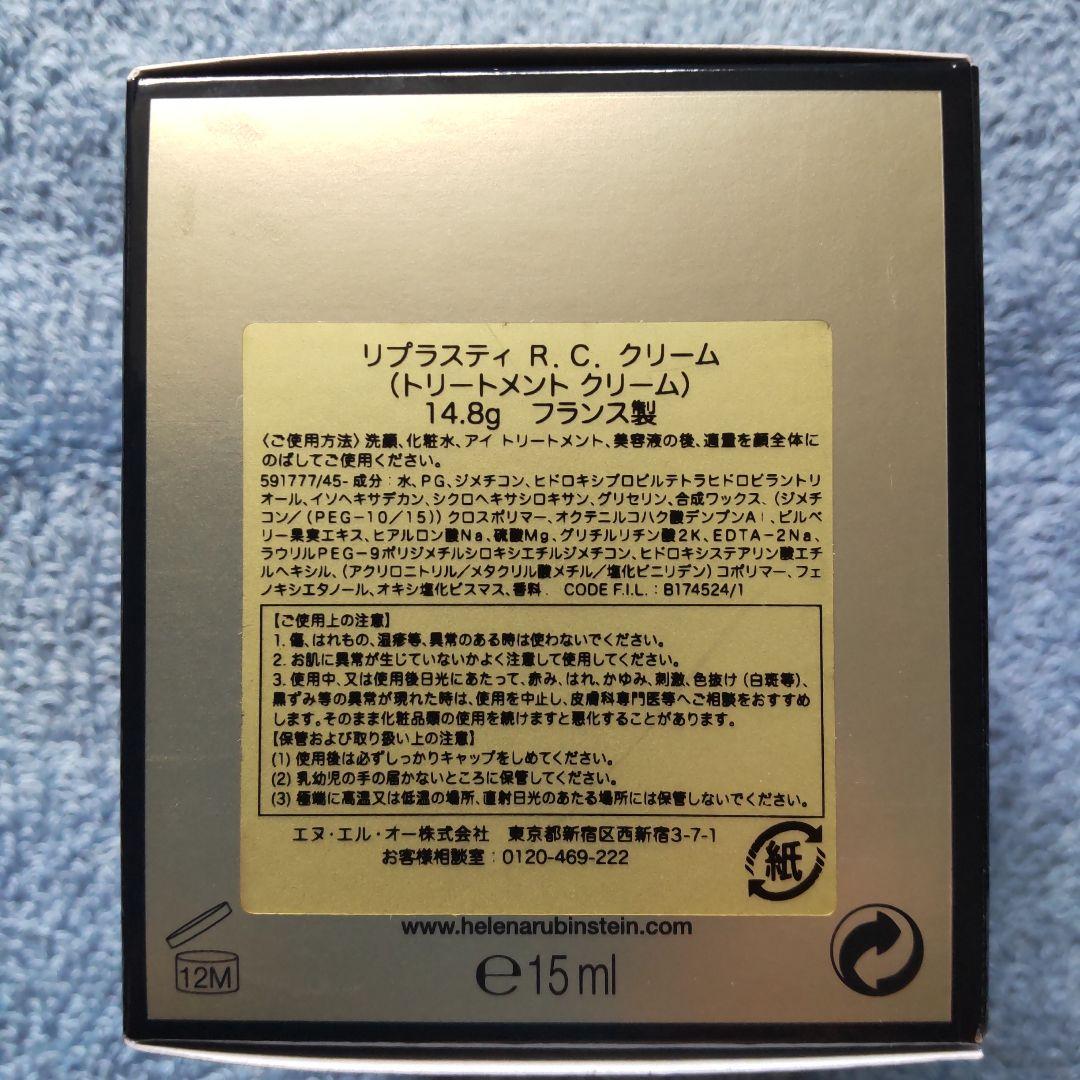 リプラスティ R.C. クリーム
(トリートメント クリーム)
14.8g フランス製
〈ご使用方法〉洗顔、化粧水、アイ トリートメント、美容液の後、適量を顔全体に
のばしてご使用ください。
591777/45-成分:水、PG、ジメチコン、ヒドロキシプロピルテトラヒドロピラントリ
オール、イソヘキサデカン、シクロヘキサシロキサン、グリセリン、合成ワックス、(ジメチ
コン/(PEG-10/15))クロスポリマー、オクテニルコハク酸デンプンAl、ビルベ
リー果実エキス、ヒアルロン酸Na、硫酸Mg、グリチルリチン酸2K、EDTA-2Na、
ラウリルPEG-9ポリジメチルシロキシエチルジメチコン、ヒドロキシステアリン酸エチ
ルヘキシル、(アクリロニトリル/メタクリル酸メチル/塩化ビニリデン)コポリマー、フェ
ノキシエタノール、オキシ塩化ビスマス、香料. CODE F.I.L.:B174524/1
【ご使用上の注意】
1. 傷、はれもの、湿疹等、異常のある時は使わないでください。
2. お肌に異常が生じていないかよく注意して使用してください。
3. 使用中、又は使用後日光にあたって、赤み、はれ、かゆみ、刺激、色抜け(白斑等)、
黒ずみ等の異常が現れた時は、使用を中止し、皮膚科専門医等へご相談をおすすめ
します。そのまま化粧品類の使用を続けますと悪化することがあります。
【保管および取り扱い上の注意】
(1) 使用後は必ずしっかりキャップをしめてください。
(2) 乳幼児の手の届かないところに保管してください。
(3) 極端に高温又は低温の場所、直射日光のあたる場所には保管しないでください。
エヌ・エル・オー株式会社 東京都新宿区西新宿3-7-1
お客様相談室:0120-469-222
紙
www.helenarubinstein.com
12M
℮15ml